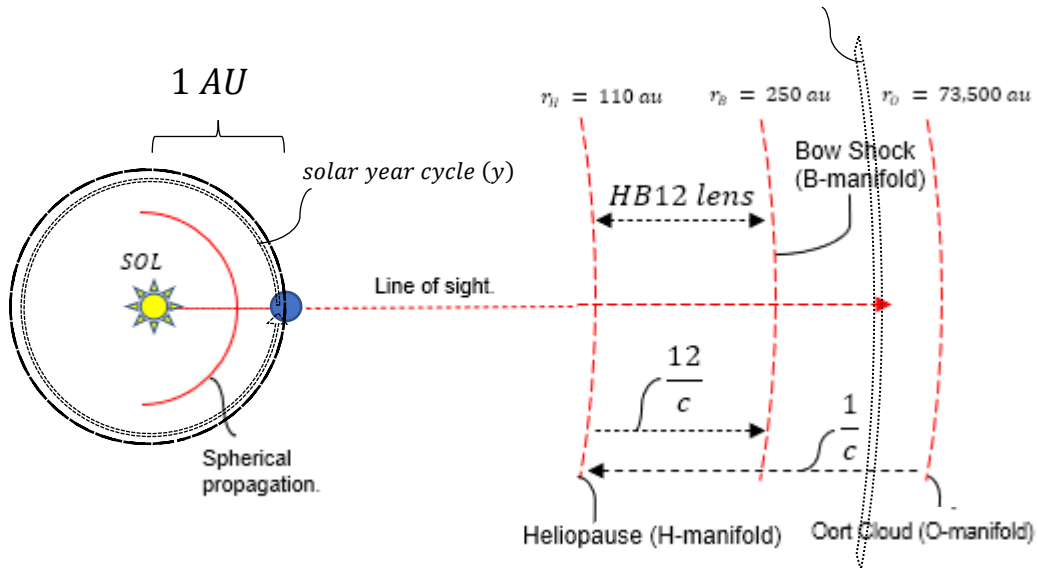 1 AU
r_H = 110 au
r_B = 250 au
r_O = 73,500 au
solar year cycle (y)
Bow Shock
(B-manifold)
HB12 lens
SOL
Line of sight.
12/c
1/c
Spherical
propagation.
Heliopause (H-manifold)
Oort Cloud (O-manifold)